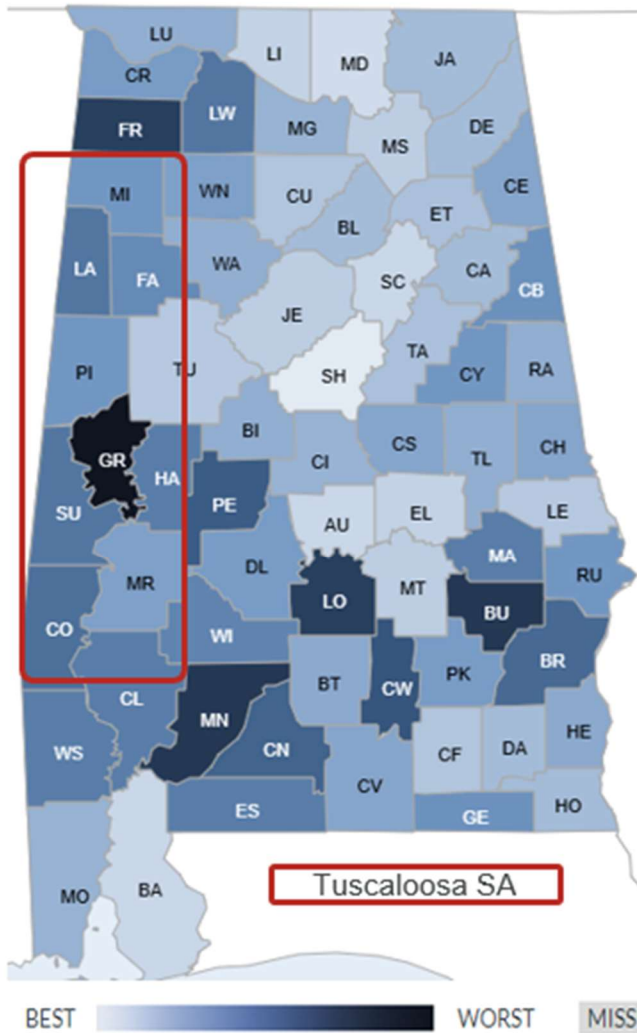 LU
LI
MD
JA
CR
FR
LW
MG
MS
DE
MI
WN
CU
BL
ET
CE
LA
FA
WA
SC
CA
CB
PI
TU
JE
SH
TA
CY
RA
GR
HA
BI
CI
CS
TL
CH
SU
PE
AU
EL
LE
MR
DL
LO
MT
MA
BU
RU
CO
WI
BT
CW
PK
BR
CL
MN
WS
CN
CV
CF
DA
HE
ES
GE
HO
MO
BA
Tuscaloosa SA
BEST WORST MISS